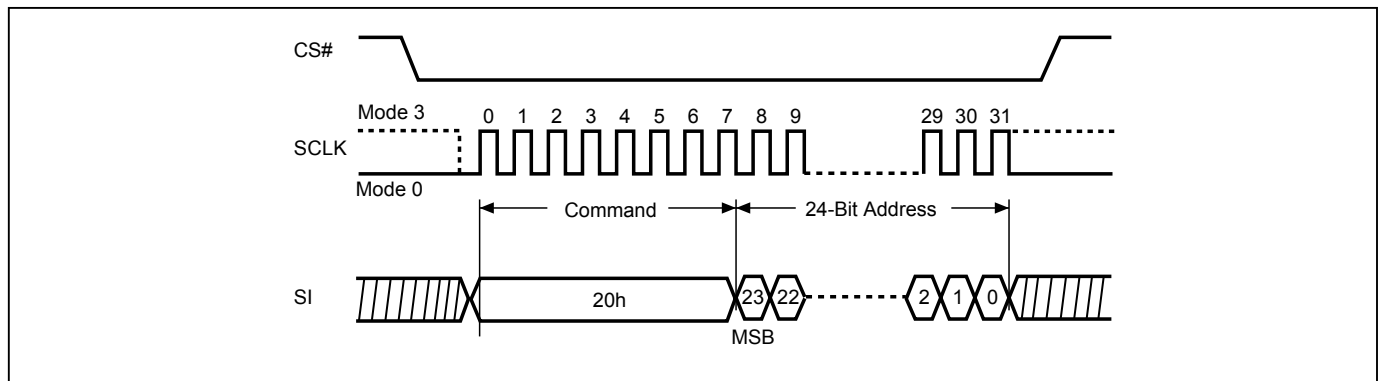 CS#
Mode 3
0 1 2 3 4 5 6 7 8 9 29 30 31
SCLK
Mode 0
Command 24-Bit Address
SI 20h 23 22 2 1 0
MSB